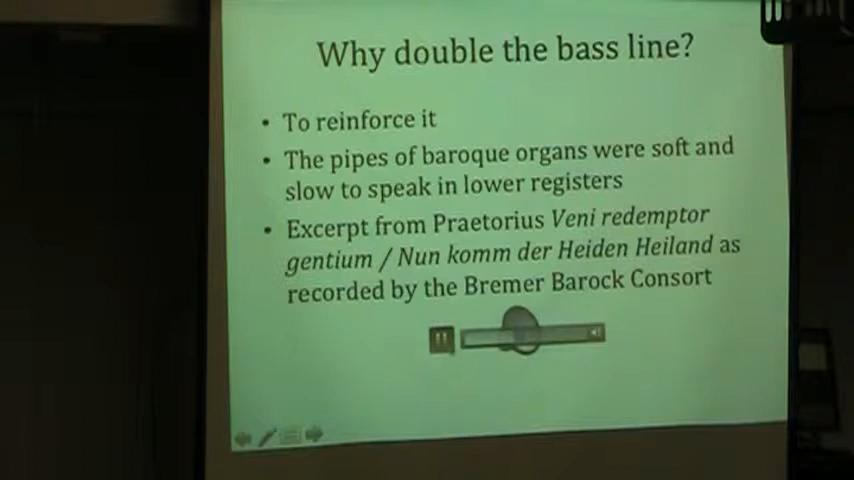 Why double the bass line?
• To reinforce it
• The pipes of baroque organs were soft and
slow to speak in lower registers
• Excerpt from Praetorius Veni redemptor
gentium / Nun komm der Heiden Heiland as
recorded by the Bremer Barock Consort